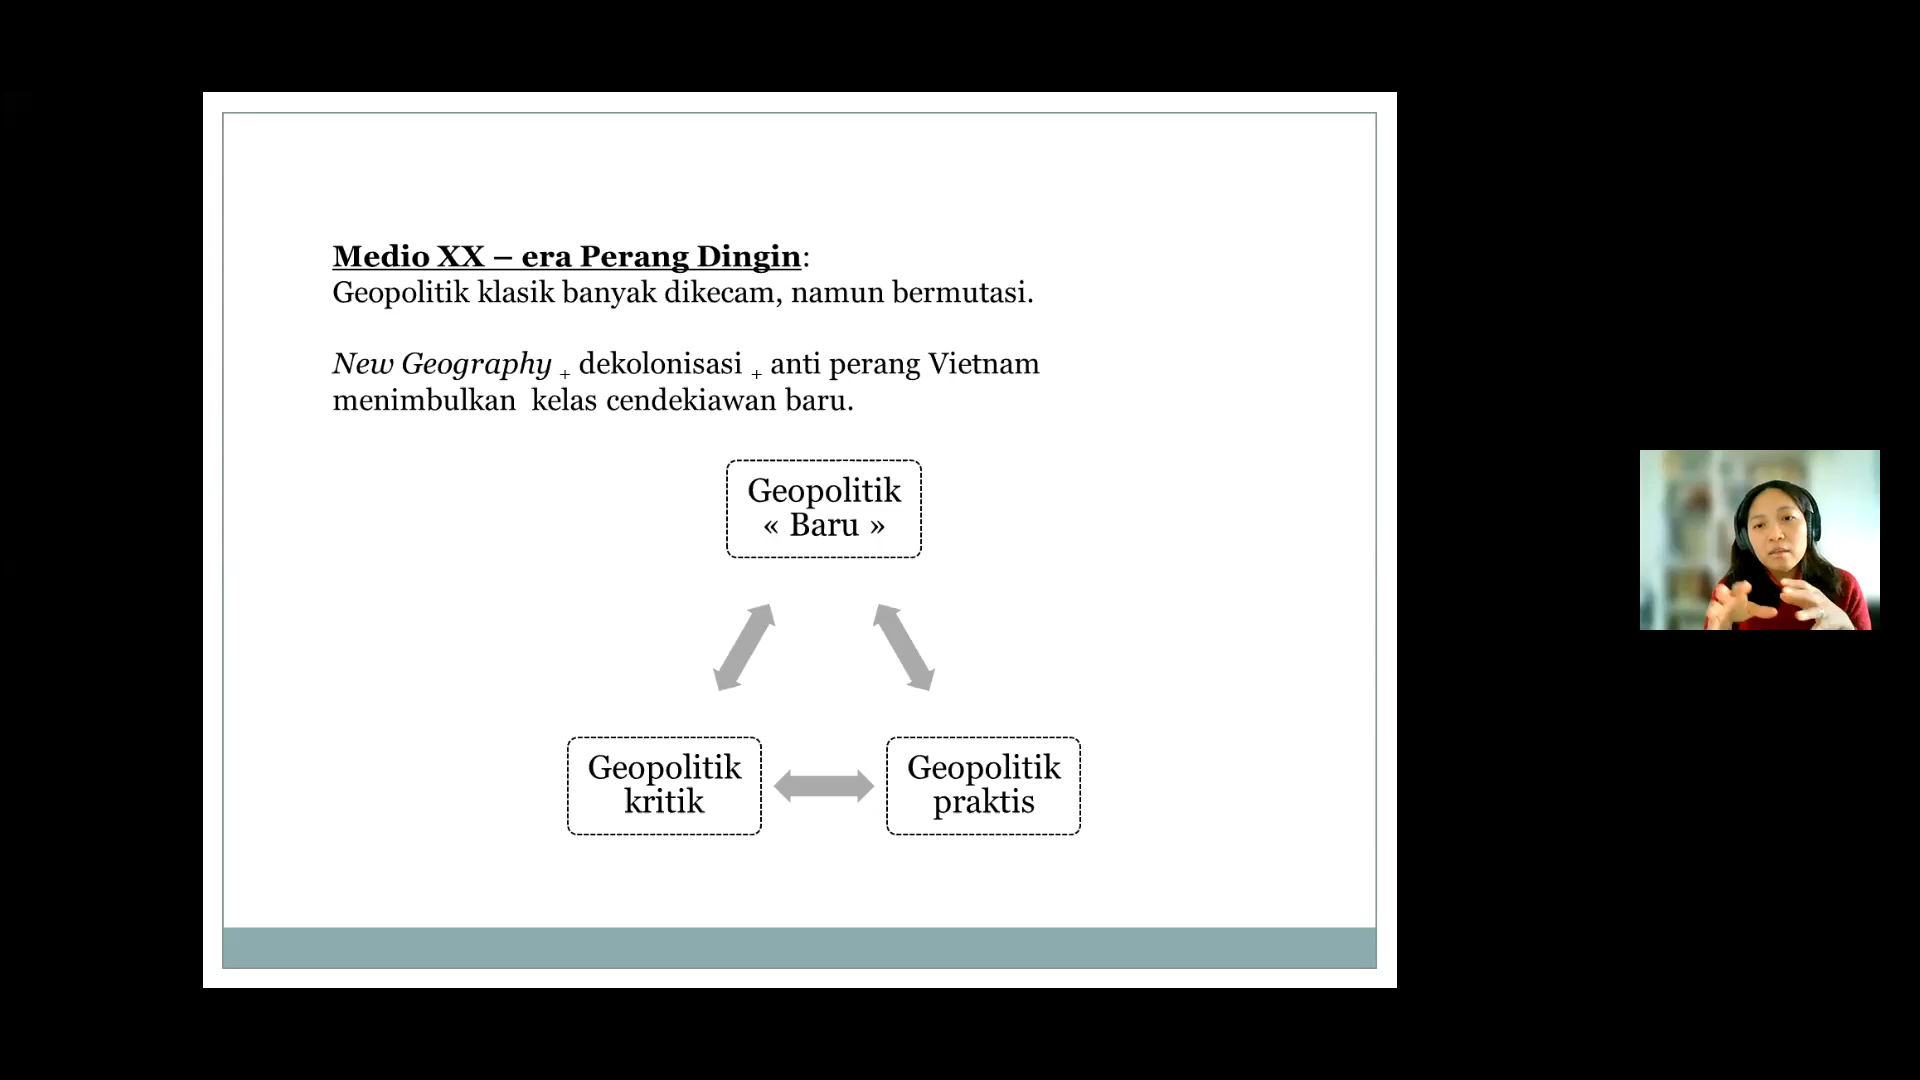 Medio XX – era Perang Dingin:
Geopolitik klasik banyak dikecam, namun bermutasi.
New Geography + dekolonisasi + anti perang Vietnam
menimbulkan  kelas cendekiawan baru.
Geopolitik
« Baru »
Geopolitik
kritik
Geopolitik
praktis